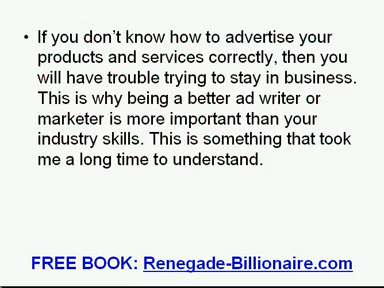 • If you don't know how to advertise your
products and services correctly, then you
will have trouble trying to stay in business.
This is why being a better ad writer or
marketer is more important than your
industry skills. This is something that took
me a long time to understand.
FREE BOOK: Renegade-Billionaire.com